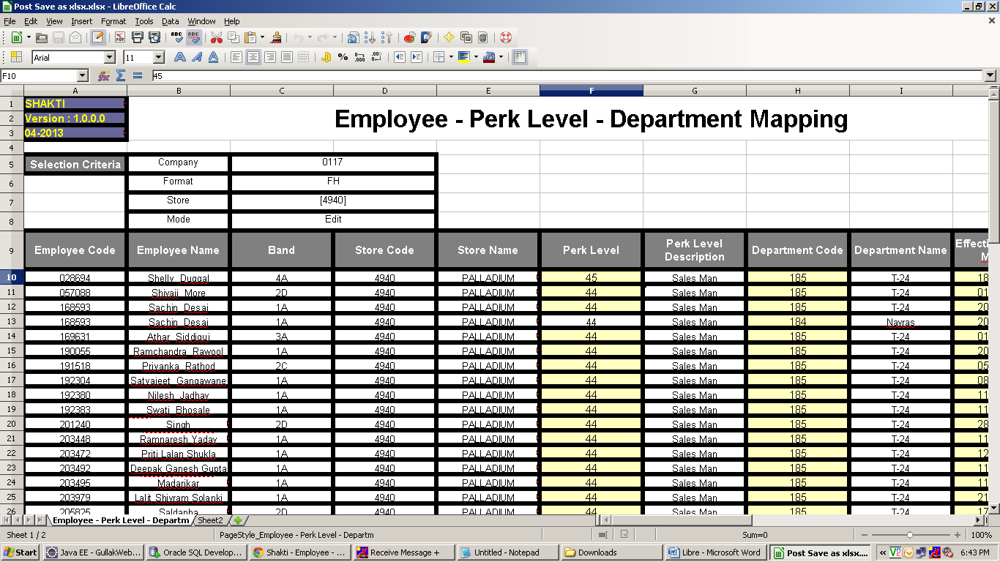 Post Save as xlsx.xlsx - LibreOffice Calc
File Edit View Insert Format Tools Data Window Help
Arial 11
F10 45
A B C D E F G H I
1 SHAKTI
2 Version : 1.0.0.0
3 04-2013
Employee - Perk Level - Department Mapping
4
5 Selection Criteria Company 0117
6 Format FH
7 Store [4940]
8 Mode Edit
9 Employee Code Employee Name Band Store Code Store Name Perk Level Perk Level Description Department Code Department Name
10 028694 Shelly Duggal 4A 4940 PALLADIUM 45 Sales Man 185 T-24 18
11 057088 Shivaji More 2D 4940 PALLADIUM 44 Sales Man 185 T-24 01
12 168593 Sachin Desai 1A 4940 PALLADIUM 44 Sales Man 185 T-24 20
13 168593 Sachin Desai 1A 4940 PALLADIUM 44 Sales Man 184 Navras 20
14 169631 Athar Siddiqui 3A 4940 PALLADIUM 44 Sales Man 185 T-24 01
15 190055 Ramchandra Rawool 1A 4940 PALLADIUM 44 Sales Man 185 T-24 20
16 191518 Priyanka Rathod 2C 4940 PALLADIUM 44 Sales Man 185 T-24 05
17 192304 Satyajeet Gangawane 1A 4940 PALLADIUM 44 Sales Man 185 T-24 08
18 192380 Nilesh Jadhav 1A 4940 PALLADIUM 44 Sales Man 185 T-24 11
19 192383 Swati Bhosale 1A 4940 PALLADIUM 44 Sales Man 185 T-24 11
20 201240 Singh 2D 4940 PALLADIUM 44 Sales Man 185 T-24 28
21 203448 Ramnaresh Yadav 1A 4940 PALLADIUM 44 Sales Man 185 T-24 11
22 203472 Priti Lalan Shukla 1A 4940 PALLADIUM 44 Sales Man 185 T-24 12
23 203492 Deepak Ganesh Gupta 1A 4940 PALLADIUM 44 Sales Man 185 T-24 11
24 203495 Madarikar 1A 4940 PALLADIUM 44 Sales Man 185 T-24 11
25 203979 Lalit Shivram Solanki 1A 4940 PALLADIUM 44 Sales Man 185 T-24 21
26 205825 Saldanha 2D 4940 PALLADIUM 44 Sales Man 185 T-24 17
Employee - Perk Level - Departm Sheet2
Sheet 1 / 2 PageStyle_Employee - Perk Level - Departm Sum=0 100%
Start Java EE - GullakWeb... Oracle SQL Develop... Shakti - Employee - ... Receive Message + Untitled - Notepad Downloads Libre - Microsoft Word Post Save as xlsx.... « 6:43 PM